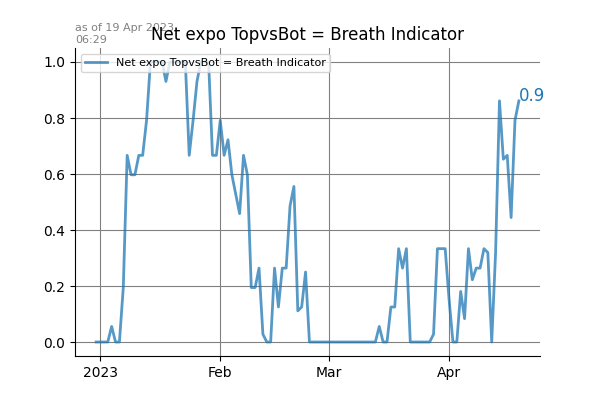 as of 19 Apr 2023
06:29
Net expo TopvsBot = Breath Indicator
Net expo TopvsBot = Breath Indicator
1.0
0.8
0.6
0.4
0.2
0.0
0.9
2023 Feb Mar Apr